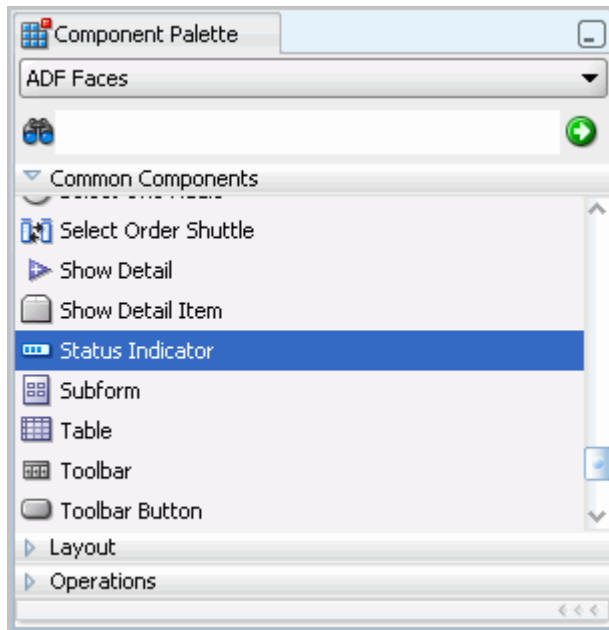 Component Palette
ADF Faces
Common Components
Select Order Shuttle
Show Detail
Show Detail Item
Status Indicator
Subform
Table
Toolbar
Toolbar Button
Layout
Operations